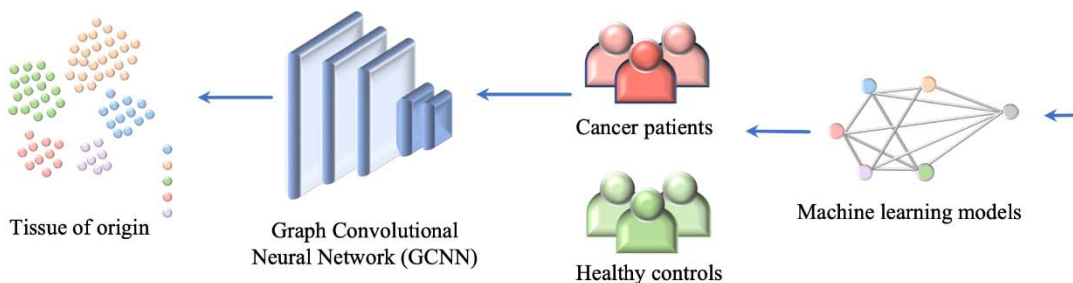 Tissue of origin
Graph Convolutional
Neural Network (GCNN)
Cancer patients
Healthy controls
Machine learning models